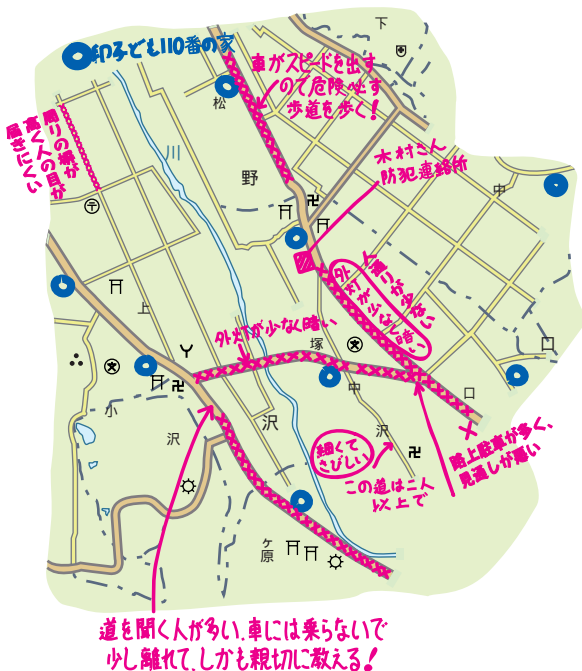 下
印子ども110番の家
車がスピードを出す
ので危険必す
歩道を歩く!
松
川
野
周りの塀が
高く人の目が
届きにくい
木村さん
防犯連絡所
中
人通りが少ない
外灯が少なく暗い
上
外灯が少なく暗い
塚
口
中
口
小
沢
沢
沢
細くて
さびしい
この道は二人
以上で
路上駐車が多く、
見通しが悪い
ケ原
道を聞く人が多い、車には乗らないで
少し離れて、しかも親切に教える!